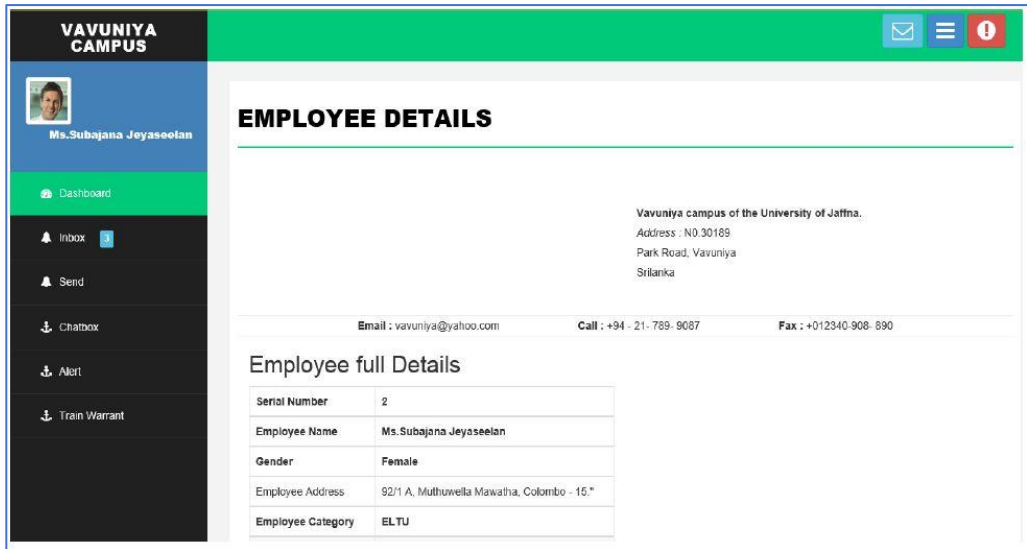 VAVUNIYA
CAMPUS
Ms.Subajana Jeyaseelan
Dashboard
Inbox 3
Send
Chatbox
Alert
Train Warrant
EMPLOYEE DETAILS
Vavuniya campus of the University of Jaffna.
Address : N0.30189
Park Road, Vavuniya
Srilanka
Email : vavuniya@yahoo.com Call : +94 - 21- 789- 9087 Fax : +012340-908- 890
Employee full Details
Serial Number 2
Employee Name Ms.Subajana Jeyaseelan
Gender Female
Employee Address 92/1 A, Muthuwella Mawatha, Colombo - 15."
Employee Category ELTU